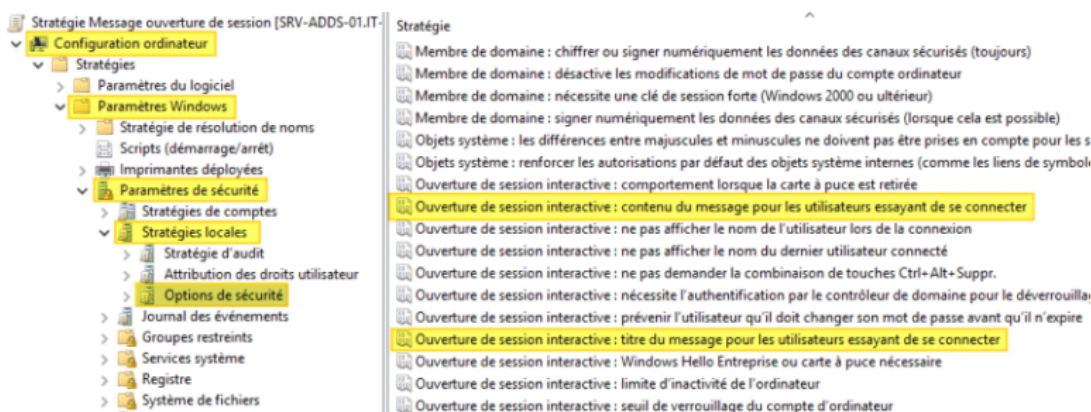 Stratégie Message ouverture de session [SRV-ADDS-01.IT-
Configuration ordinateur
Stratégies
Paramètres du logiciel
Paramètres Windows
Stratégie de résolution de noms
Scripts (démarrage/arrêt)
Imprimantes déployées
Paramètres de sécurité
Stratégies de comptes
Stratégies locales
Stratégie d'audit
Attribution des droits utilisateur
Options de sécurité
Journal des événements
Groupes restreints
Services système
Registre
Système de fichiers
Stratégie
Membre de domaine : chiffrer ou signer numériquement les données des canaux sécurisés (toujours)
Membre de domaine : désactive les modifications de mot de passe du compte ordinateur
Membre de domaine : nécessite une clé de session forte (Windows 2000 ou ultérieur)
Membre de domaine : signer numériquement les données des canaux sécurisés (lorsque cela est possible)
Objets système : les différences entre majuscules et minuscules ne doivent pas être prises en compte pour les s
Objets système : renforcer les autorisations par défaut des objets système internes (comme les liens de symbole
Ouverture de session interactive : comportement lorsque la carte à puce est retirée
Ouverture de session interactive : contenu du message pour les utilisateurs essayant de se connecter
Ouverture de session interactive : ne pas afficher le nom de l'utilisateur lors de la connexion
Ouverture de session interactive : ne pas afficher le nom du dernier utilisateur connecté
Ouverture de session interactive : ne pas demander la combinaison de touches Ctrl+Alt+Suppr.
Ouverture de session interactive : nécessite l'authentification par le contrôleur de domaine pour le déverrouillag
Ouverture de session interactive : prévenir l'utilisateur qu'il doit changer son mot de passe avant qu'il n'expire
Ouverture de session interactive : titre du message pour les utilisateurs essayant de se connecter
Ouverture de session interactive : Windows Hello Entreprise ou carte à puce nécessaire
Ouverture de session interactive : limite d'inactivité de l'ordinateur
Ouverture de session interactive : seuil de verrouillage du compte d'ordinateur